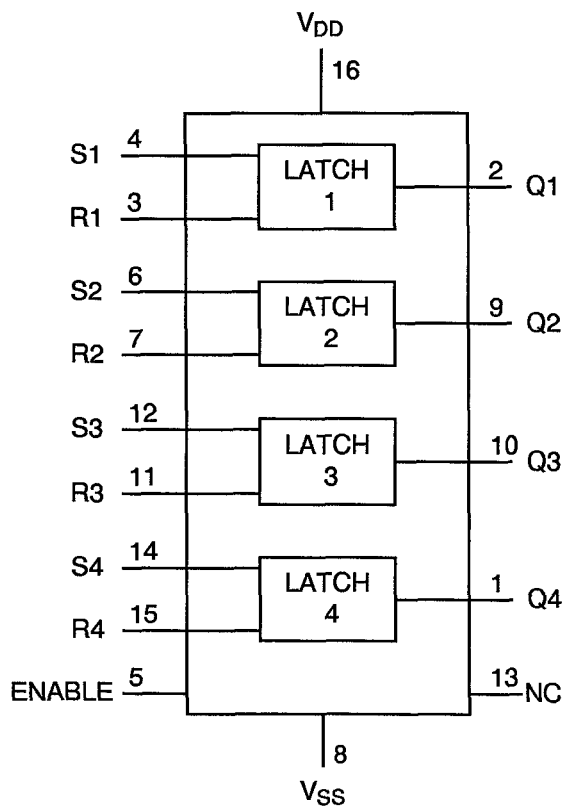 VDD
16
S1 4
LATCH 1
2 Q1
R1 3
S2 6
LATCH 2
9 Q2
R2 7
S3 12
LATCH 3
10 Q3
R3 11
S4 14
LATCH 4
1 Q4
R4 15
ENABLE 5
13 NC
8
VSS